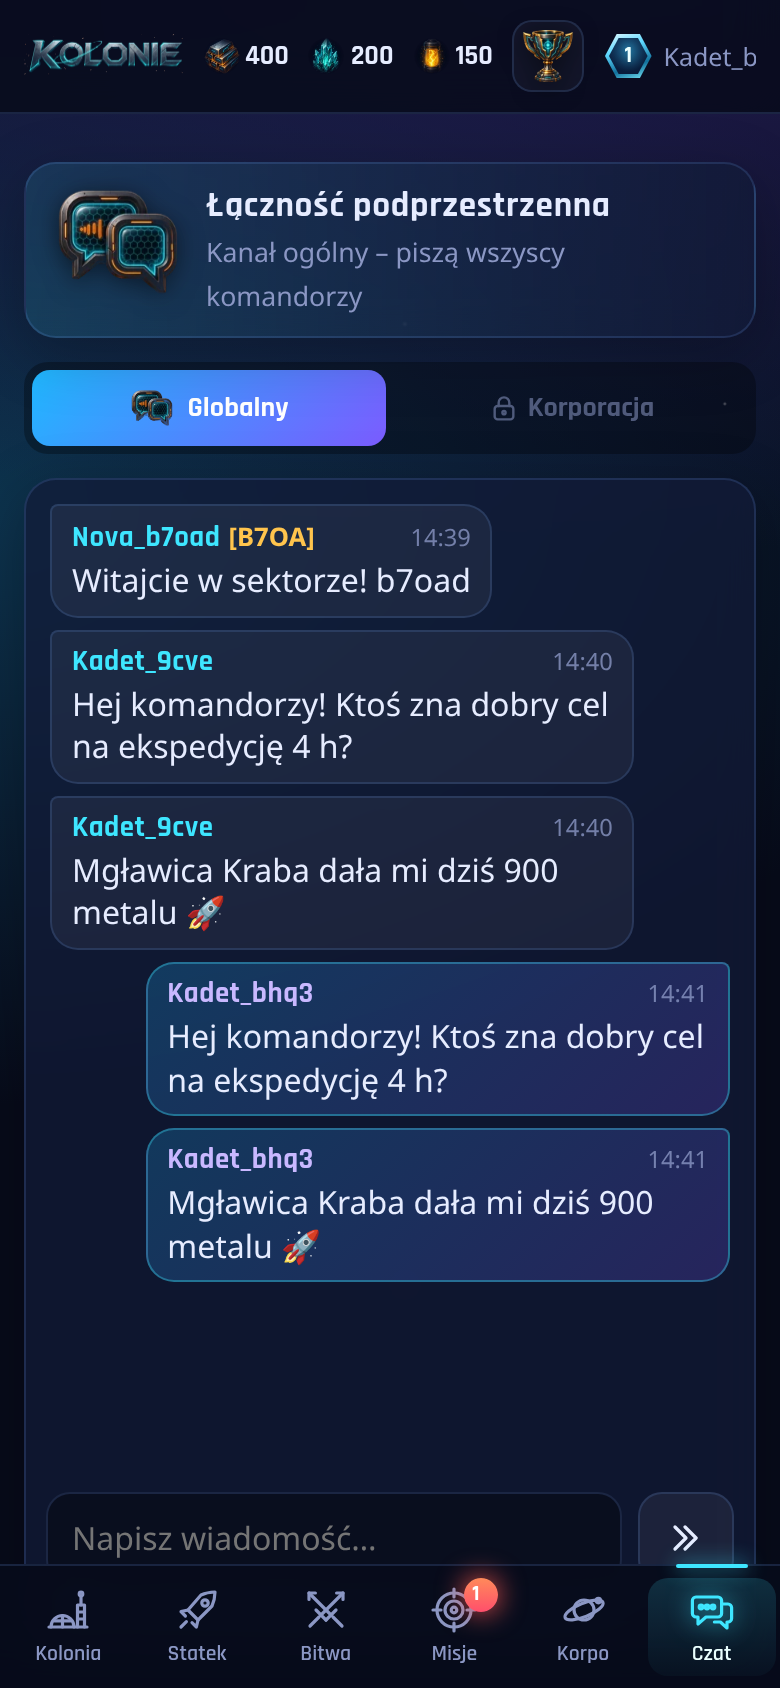 KOLONIE 400 200 150 1 Kadet_b
Łączność podprzestrzenna
Kanał ogólny – piszą wszyscy
komandorzy
Globalny Korporacja
Nova_b7oad [B7OA] 14:39
Witajcie w sektorze! b7oad
Kadet_9cve 14:40
Hej komandorzy! Ktoś zna dobry cel
na ekspedycję 4 h?
Kadet_9cve 14:40
Mgławica Kraba dała mi dziś 900
metalu 🚀
Kadet_bhq3 14:41
Hej komandorzy! Ktoś zna dobry cel
na ekspedycję 4 h?
Kadet_bhq3 14:41
Mgławica Kraba dała mi dziś 900
metalu 🚀
Napisz wiadomość...
1
Kolonia Statek Bitwa Misje Korpo Czat